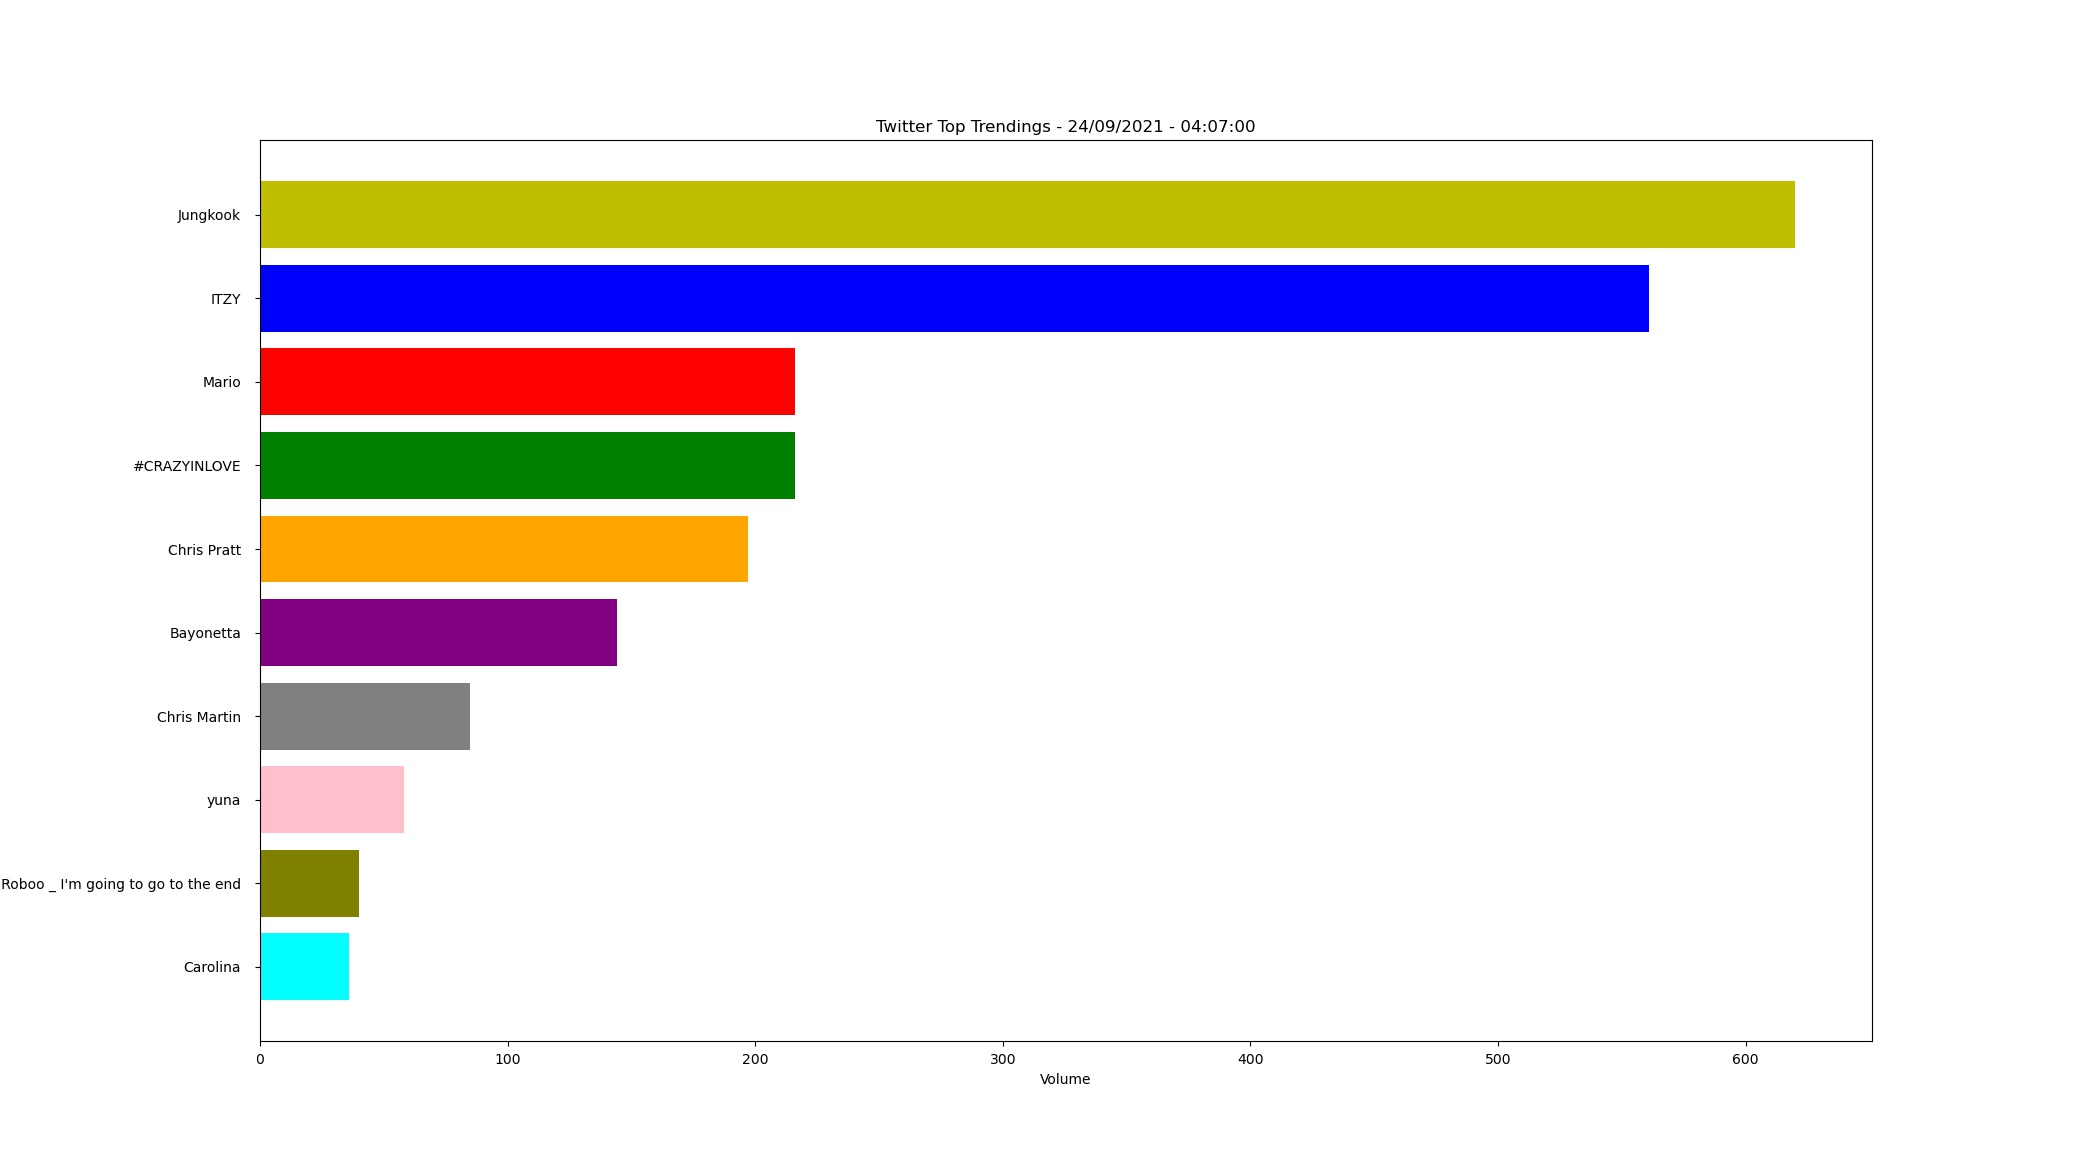 Twitter Top Trendings - 24/09/2021 - 04:07:00
Jungkook
ITZY
Mario
#CRAZYINLOVE
Chris Pratt
Bayonetta
Chris Martin
yuna
Roboo _ I'm going to go to the end
Carolina
0 100 200 300 400 500 600
Volume